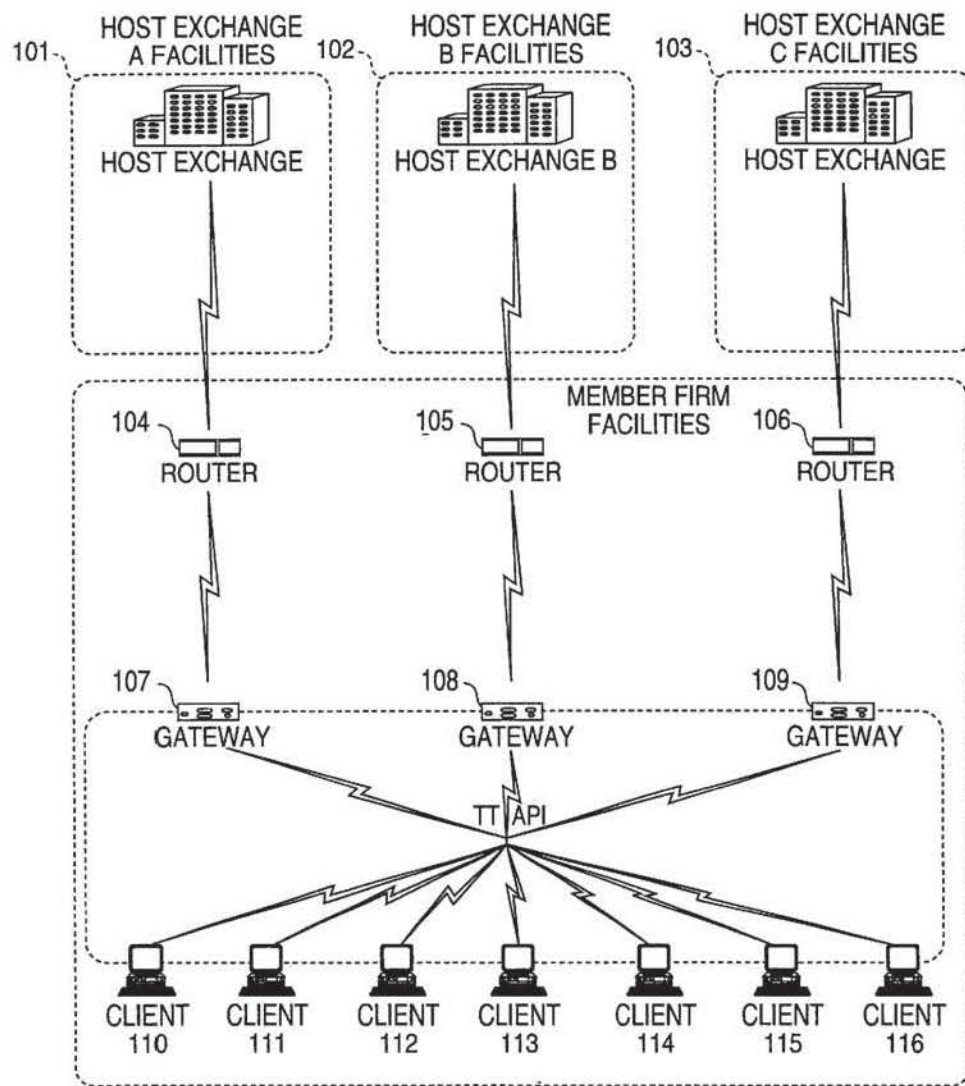 HOST EXCHANGE
A FACILITIES
HOST EXCHANGE
B FACILITIES
HOST EXCHANGE
C FACILITIES
101
102
103
HOST EXCHANGE
HOST EXCHANGE B
HOST EXCHANGE
MEMBER FIRM
FACILITIES
104
105
106
ROUTER
ROUTER
ROUTER
107
108
109
GATEWAY
GATEWAY
GATEWAY
TT API
CLIENT
110
CLIENT
111
CLIENT
112
CLIENT
113
CLIENT
114
CLIENT
115
CLIENT
116